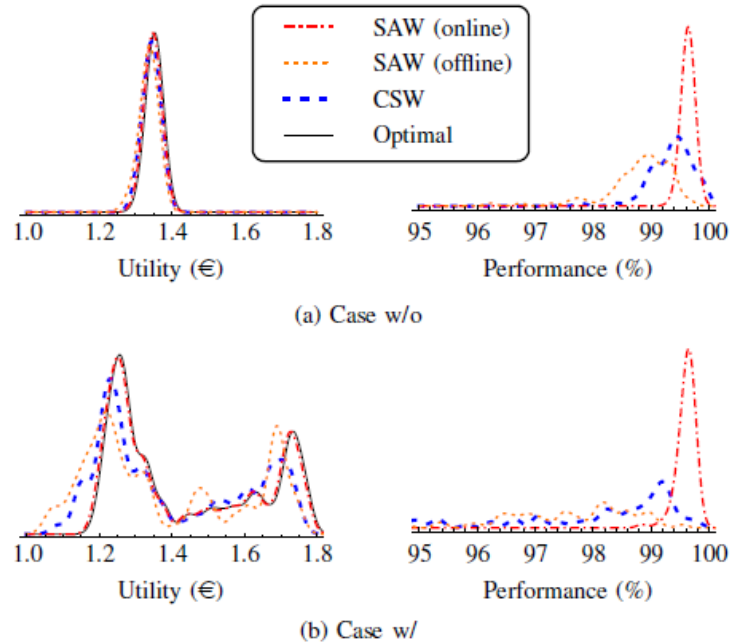 SAW (online)
SAW (offline)
CSW
Optimal
1.0 1.2 1.4 1.6 1.8
Utility (€)
95 96 97 98 99 100
Performance (%)
(a) Case w/o
1.0 1.2 1.4 1.6 1.8
Utility (€)
95 96 97 98 99 100
Performance (%)
(b) Case w/